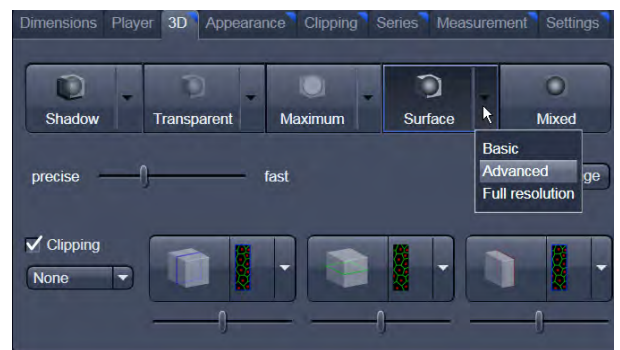 Dimensions Player 3D Appearance Clipping Series Measurement Settings
Shadow Transparent Maximum Surface Mixed
Basic
precise fast Advanced ge
Full resolution
Clipping
None